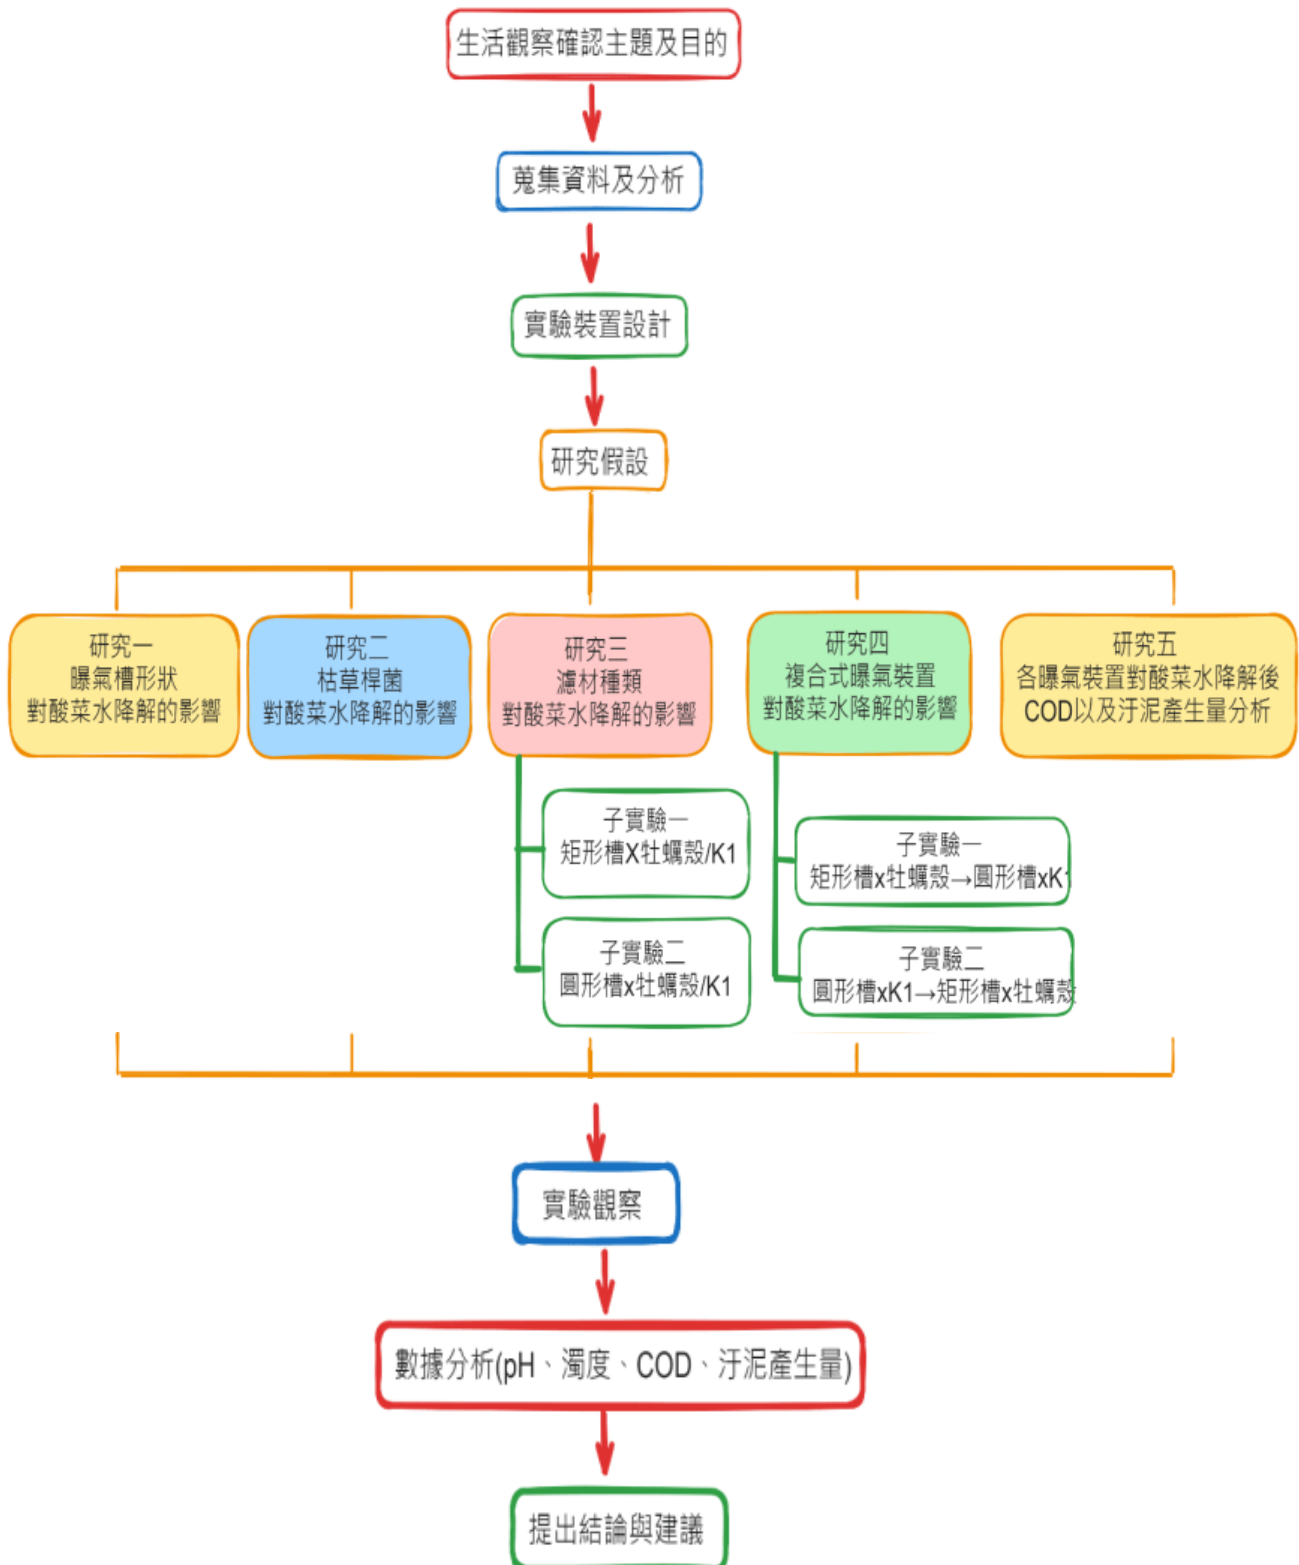 生活觀察確認主題及目的
蒐集資料及分析
實驗裝置設計
研究假設
研究一
曝氣槽形狀
對酸菜水降解的影響
研究二
枯草桿菌
對酸菜水降解的影響
研究三
濾材種類
對酸菜水降解的影響
研究四
複合式曝氣裝置
對酸菜水降解的影響
研究五
各曝氣裝置對酸菜水降解後
COD以及汙泥產生量分析
子實驗一
矩形槽X牡蠣殼/K1
子實驗二
圓形槽x牡蠣殼/K1
子實驗一
矩形槽x牡蠣殼→圓形槽xK1
子實驗二
圓形槽xK1→矩形槽x牡蠣殼
實驗觀察
數據分析(pH、濁度、COD、汙泥產生量)
提出結論與建議